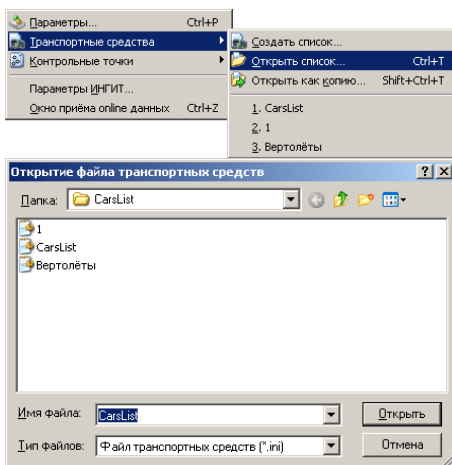 Параметры... Ctrl+P
Транспортные средства
Контрольные точки
Параметры ИНГИТ...
Окно приёма online данных Ctrl+Z
Создать список...
Открыть список... Ctrl+T
Открыть как копию... Shift+Ctrl+T
1. CarsList
2. 1
3. Вертолёты
Открытие файла транспортных средств
Папка: CarsList
1
CarsList
Вертолёты
Имя файла: CarsList Открыть
Тип файлов: Файл транспортных средств (*.ini) Отмена